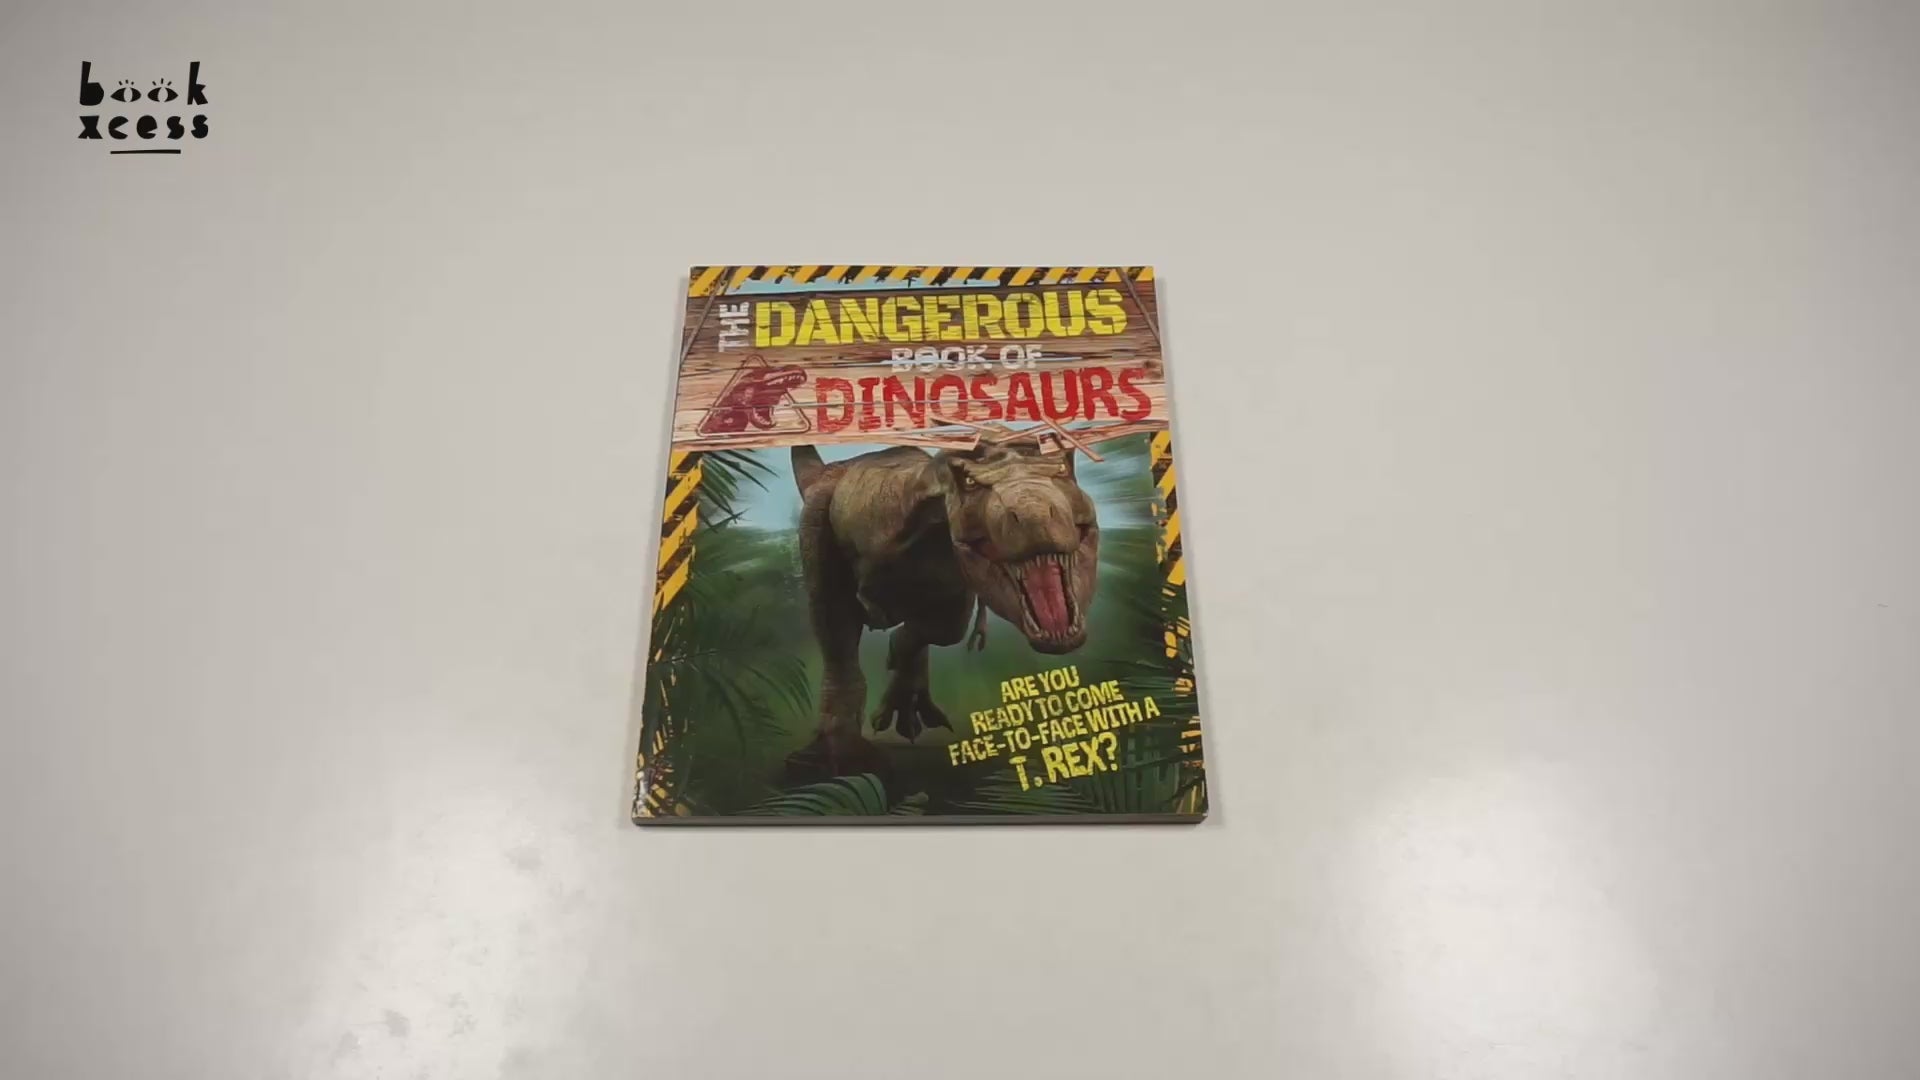 book
xcess
THE DANGEROUS
BOOK OF
DINOSAURS
ARE YOU
READY TO COME
FACE-TO-FACE WITH A
T. REX?